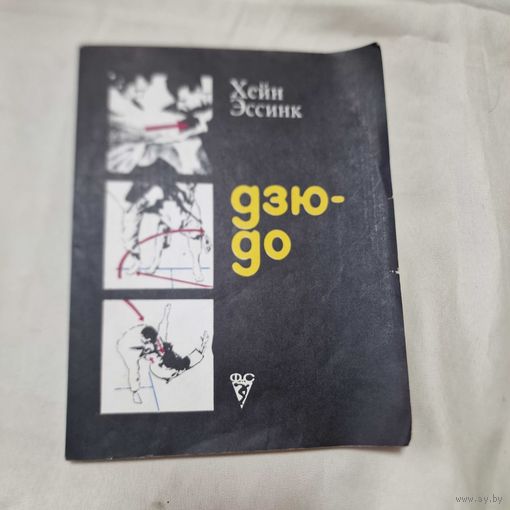 Хейн
Эссинк
дзю-
до
ФиС
www.ay.by